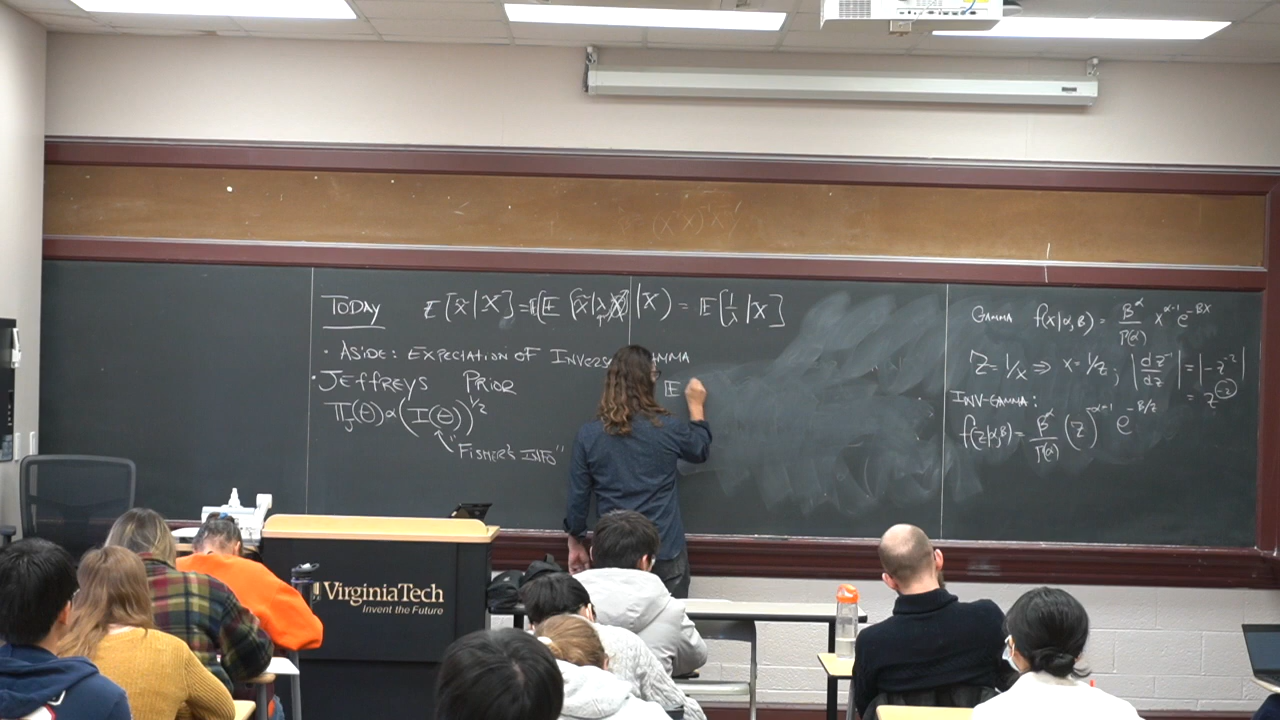 TODAY
E[x̃|X] = E[E[x̃|λ,X]|X] = E[1/λ|X]
· ASIDE: EXPECTATION OF INVERS GAMMA
· JEFFREYS PRIOR
π_J(θ) ∝ (I(θ))^{1/2}
"FISHER'S INFO"
E
GAMMA f(x|α,β) = β^α/Γ(α) x^{α-1} e^{-βx}
Z = 1/x ⇒ x = 1/z ; |dz^{-1}/dz| = |-z^{-2}|
= z^{-2}
INV-GAMMA:
f(z|α,β) = β^α/Γ(α) (z)^{α-1} e^{-β/z}
VirginiaTech
Invent the Future